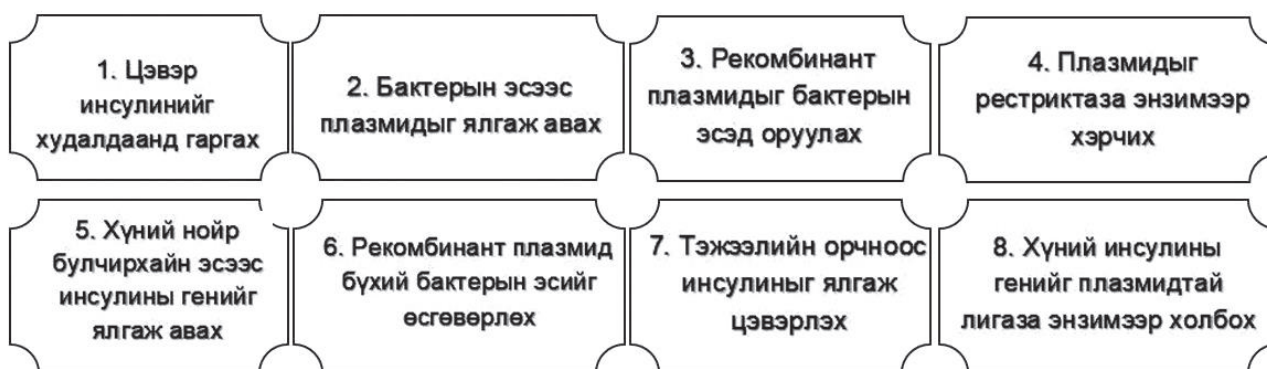 1. Цэвэр
инсулинийг
худалдаанд гаргах
2. Бактерын эсээс
плазмидыг ялгаж авах
3. Рекомбинант
плазмидыг бактерын
эсэд оруулах
4. Плазмидыг
рестриктаза энзимээр
хэрчих
5. Хүний нойр
булчирхайн эсээс
инсулины генийг
ялгаж авах
6. Рекомбинант плазмид
бүхий бактерын эсийг
өсгөвөрлөх
7. Тэжээлийн орчноос
инсулиныг ялгаж
цэвэрлэх
8. Хүний инсулины
генийг плазмидтай
лигаза энзимээр холбох